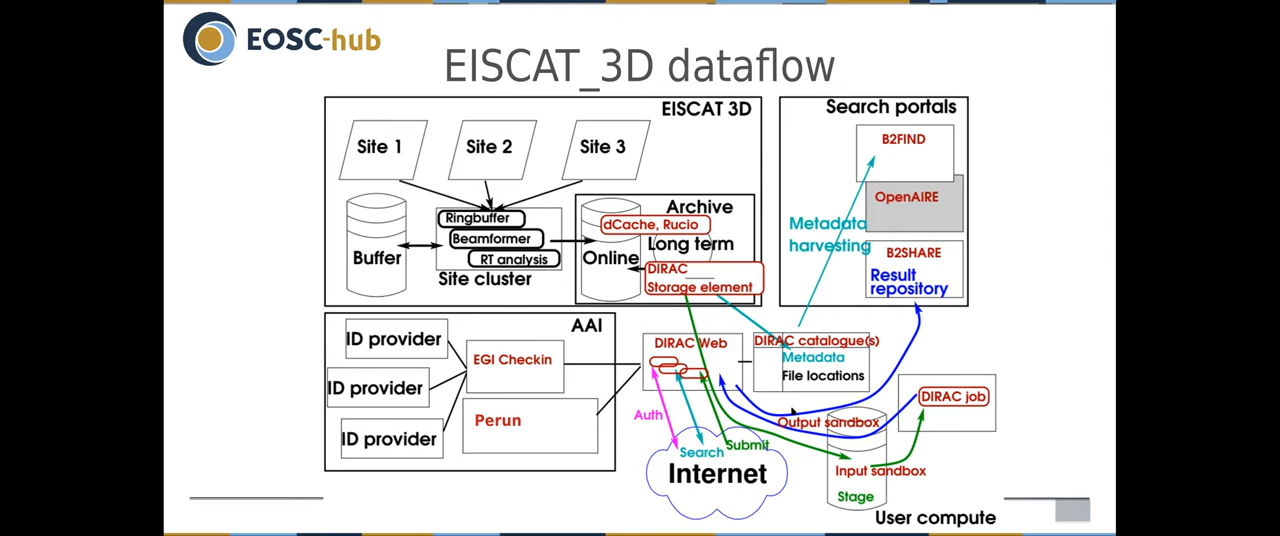 EOSC-hub
EISCAT_3D dataflow
EISCAT 3D
Site 1
Site 2
Site 3
Buffer
Ringbuffer
Beamformer
RT analysis
Site cluster
Archive
dCache, Rucio
Long term
Online
DIRAC
Storage element
Search portals
B2FIND
OpenAIRE
Metadata
harvesting
B2SHARE
Result
repository
AAI
ID provider
ID provider
ID provider
EGI Checkin
Perun
DIRAC Web
DIRAC catalogue(s)
Metadata
File locations
DIRAC job
Auth
Search
Submit
Internet
Output sandbox
Input sandbox
Stage
User compute